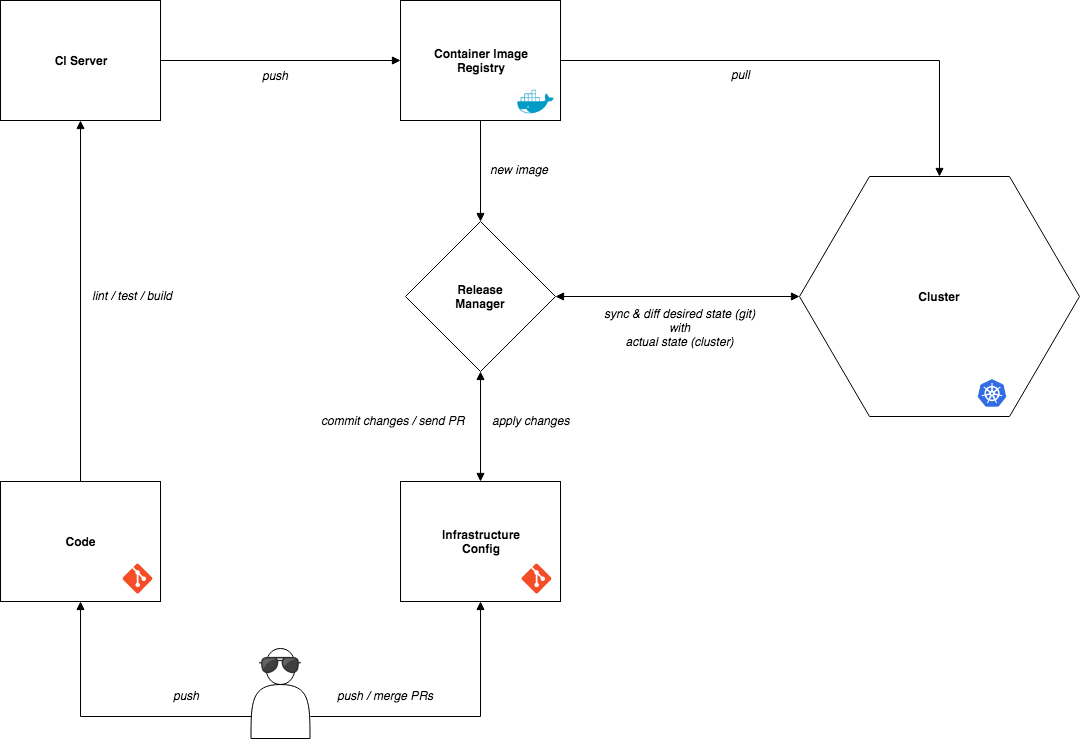 CI Server
push
Container Image
Registry
pull
new image
lint / test / build
Release
Manager
sync & diff desired state (git)
with
actual state (cluster)
Cluster
commit changes / send PR
apply changes
Code
Infrastructure
Config
push
push / merge PRs